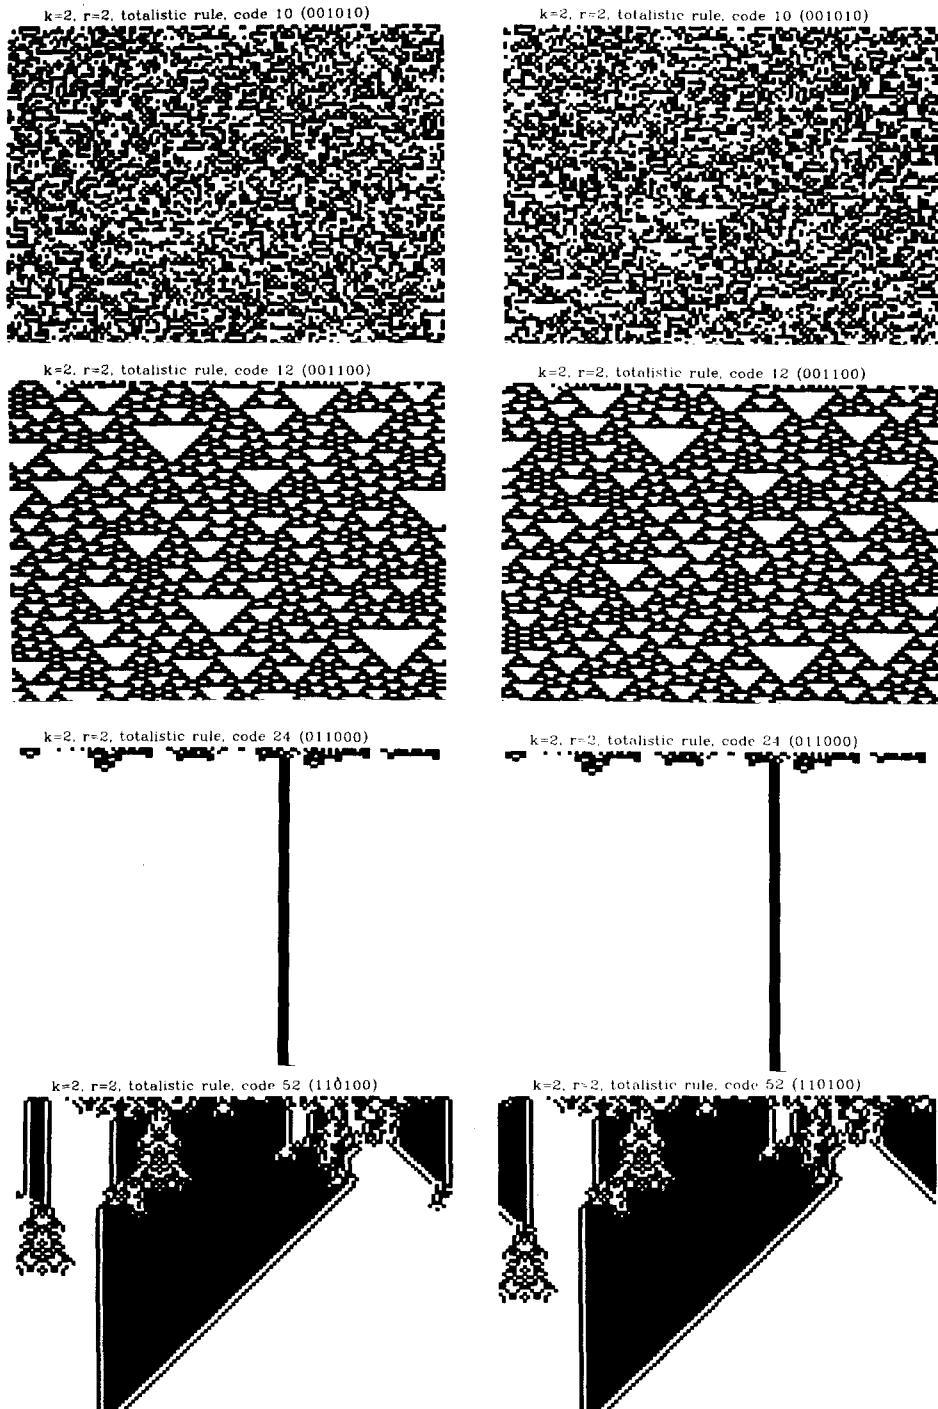 k=2, r=2, totalistic rule, code 10 (001010)
k=2, r=2, totalistic rule, code 10 (001010)
k=2, r=2, totalistic rule, code 12 (001100)
k=2, r=2, totalistic rule, code 12 (001100)
k=2, r=2, totalistic rule, code 24 (011000)
k=2, r=2, totalistic rule, code 24 (011000)
k=2, r=2, totalistic rule, code 52 (110100)
k=2, r=2, totalistic rule, code 52 (110100)